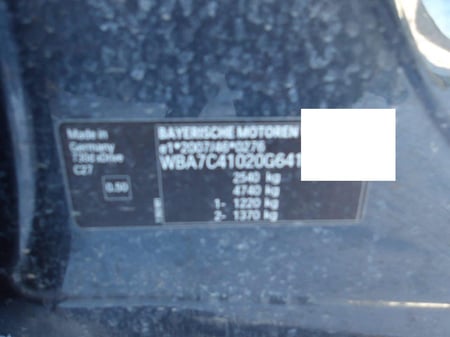 Made in
Germany
730d xDrive
C27
0.50
BAYERISCHE MOTOREN
e1*2007/46*0276
WBA7C41020G641
2540 kg
4740 kg
1- 1220 kg
2- 1370 kg